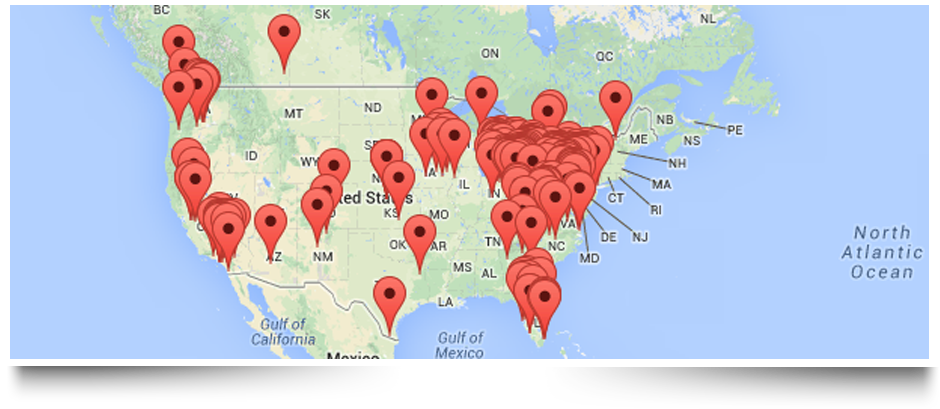 BC
SK
NL
ON
QC
NB
PE
MT
ND
ME
NS
NH
ID
WY
IL
MA
CT
RI
ted States
KS
MO
VA
DE
NJ
OK
AR
TN
NC
MD
AZ
NM
MS
AL
North
Atlantic
Ocean
LA
Gulf of
California
Gulf of
Mexico
Mexico